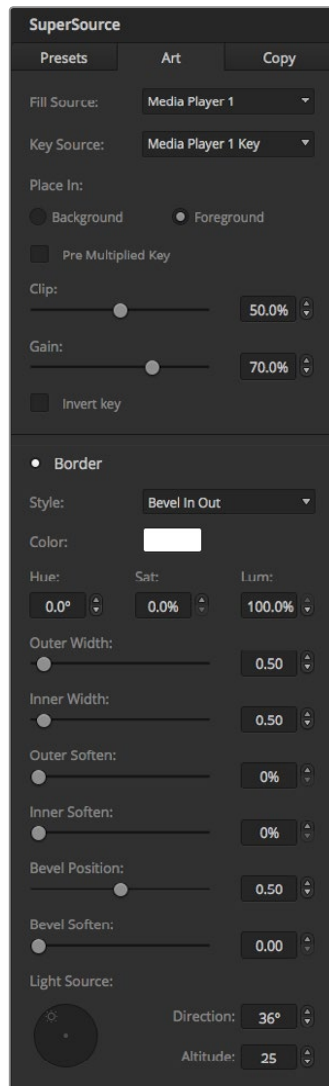 SuperSource
Presets Art Copy
Fill Source: Media Player 1
Key Source: Media Player 1 Key
Place In:
Background Foreground
Pre Multiplied Key
Clip:
50.0%
Gain:
70.0%
Invert key
Border
Style: Bevel In Out
Color:
Hue: Sat: Lum:
0.0° 0.0% 100.0%
Outer Width:
0.50
Inner Width:
0.50
Outer Soften:
0%
Inner Soften:
0%
Bevel Position:
0.50
Bevel Soften:
0.00
Light Source:
Direction: 36°
Altitude: 25